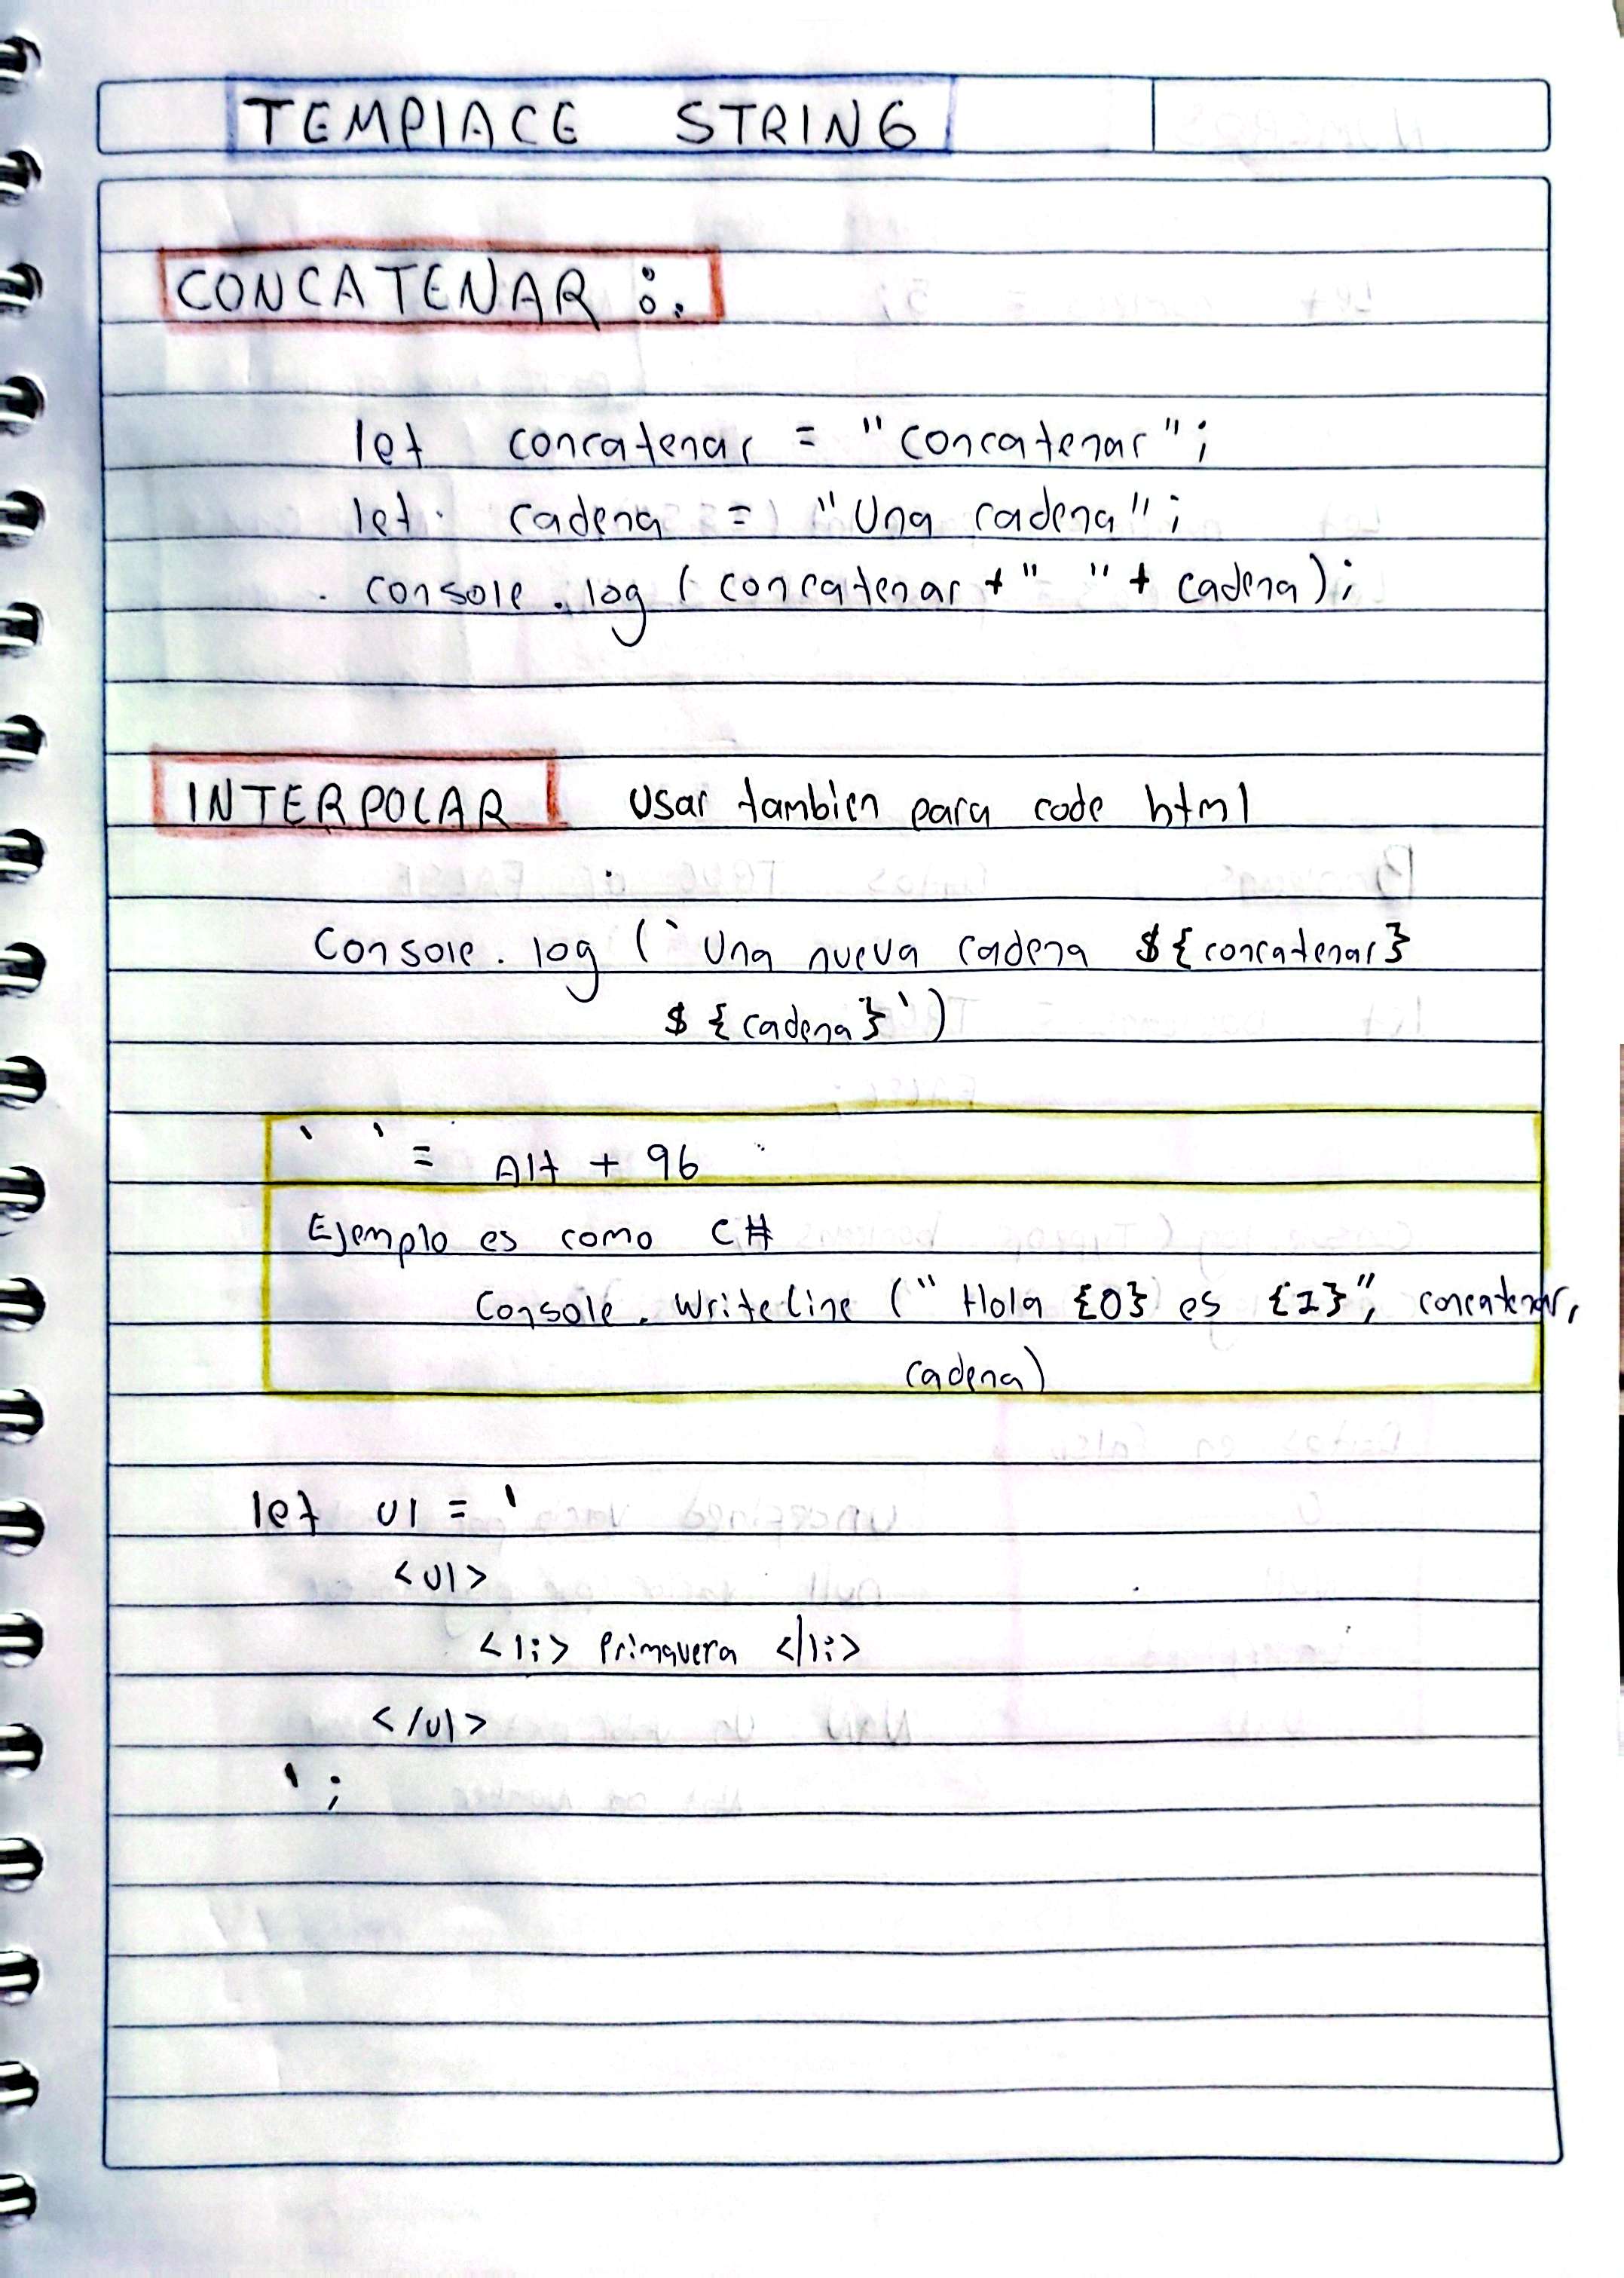 TEMPLACE STRING
CONCATENAR :.
let concatenar = "concatenar";
let cadena = "Una cadena";
console.log (concatenar +" "+ cadena);
INTERPOLAR Usar tambien para code html
Console.log (`Una nueva cadena ${concatenar}
${cadena}`)
` ` = Alt + 96
Ejemplo es como C#
Console.WriteLine ("Hola {0} es {1}", concatenar,
cadena)
let ul = `
<ul>
<li> Primavera </li>
</ul>
`;